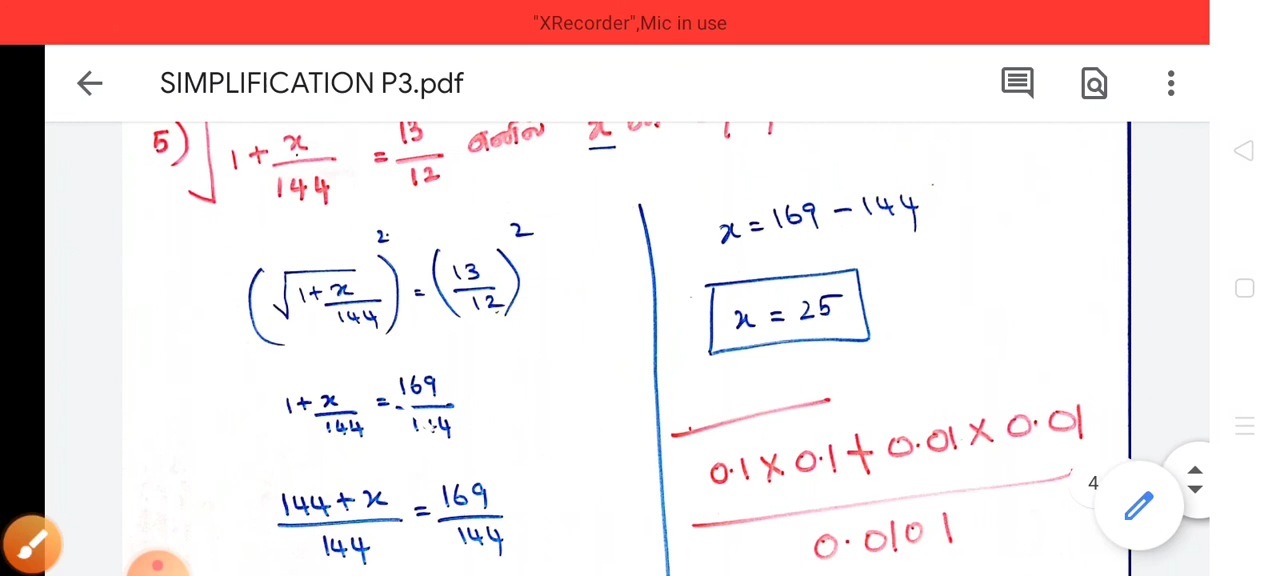 "XRecorder",Mic in use
SIMPLIFICATION P3.pdf
5) √1 + x/144 = 13/12 எனில் x
(√1 + x/144)² = (13/12)²
1 + x/144 = 169/144
(144 + x)/144 = 169/144
x = 169 - 144
x = 25
0.1 × 0.1 + 0.01 × 0.01
0.0101
4